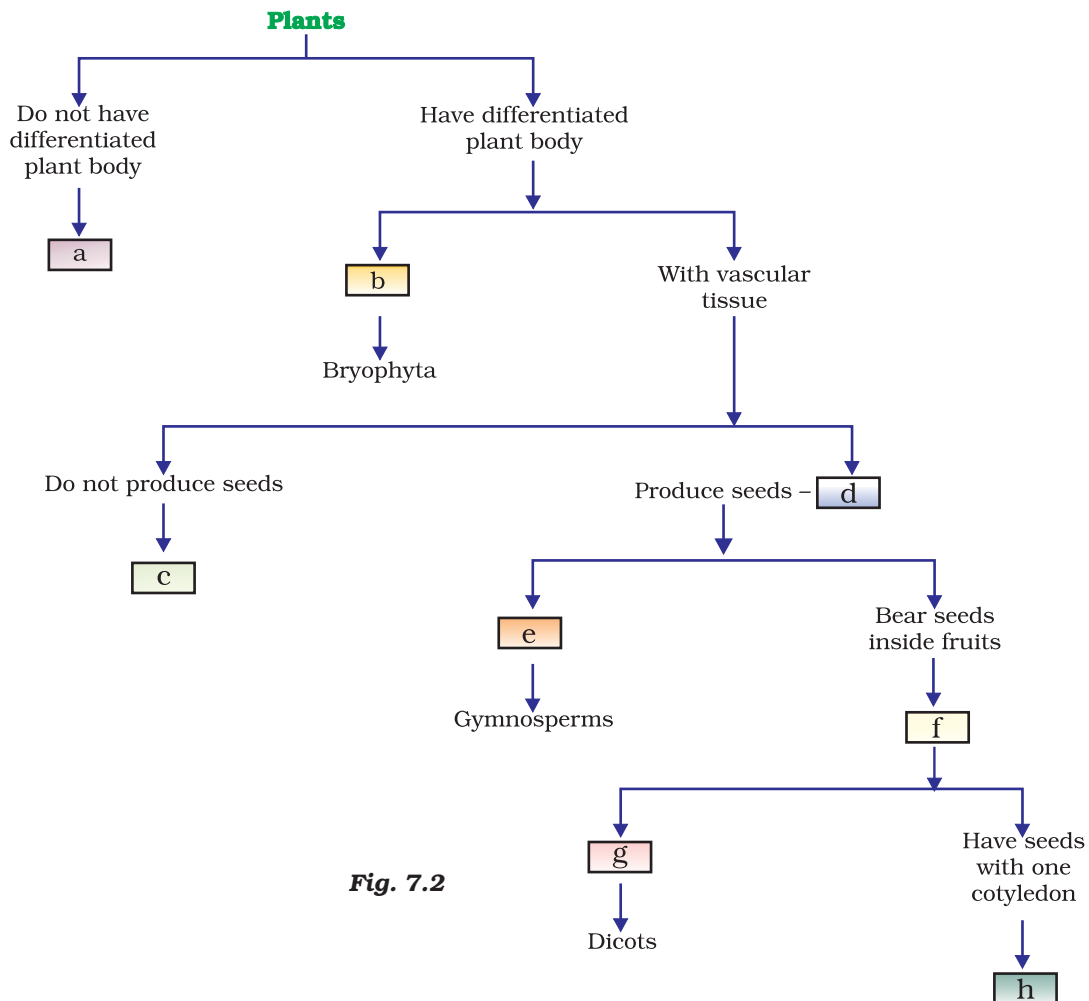 Plants
Do not have
differentiated
plant body
Have differentiated
plant body
a
b
With vascular
tissue
Bryophyta
Do not produce seeds
Produce seeds – d
c
e
Bear seeds
inside fruits
Gymnosperms
f
g
Have seeds
with one
cotyledon
Fig. 7.2
Dicots
h